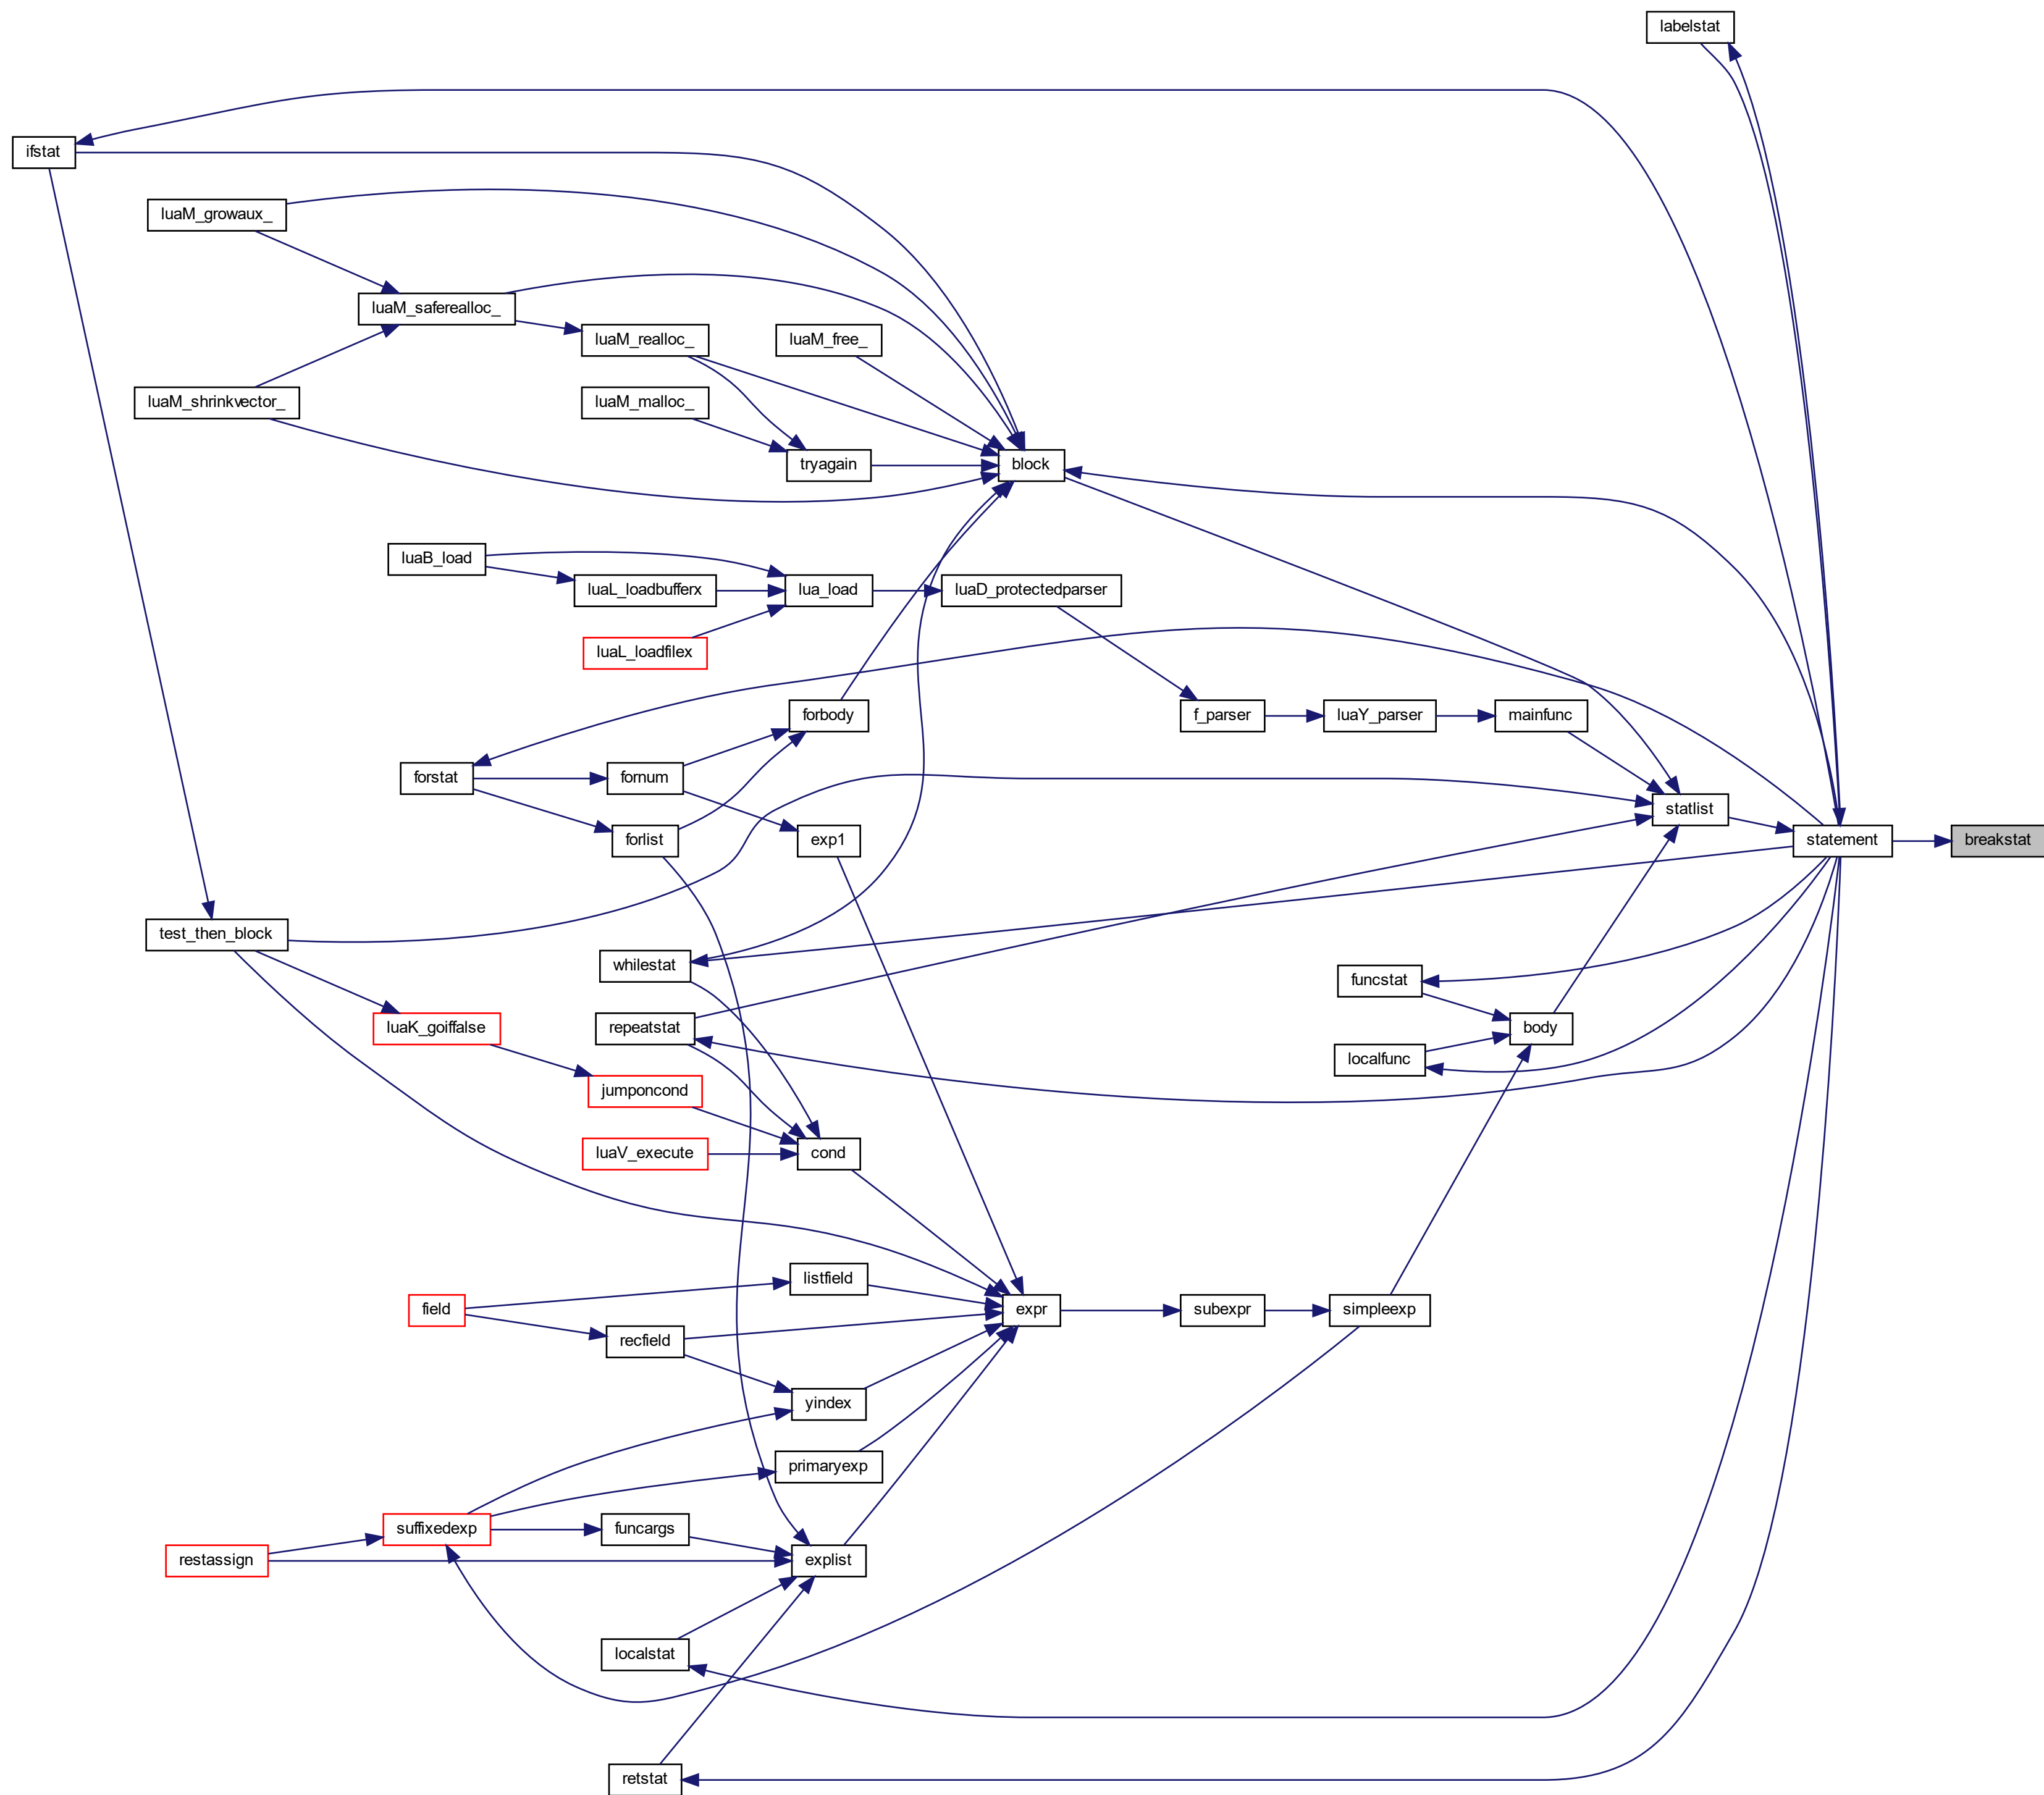 labelstat
ifstat
luaM_growaux_
luaM_saferealloc_
luaM_realloc_
luaM_free_
luaM_shrinkvector_
luaM_malloc_
tryagain
block
luaB_load
luaL_loadbufferx
lua_load
luaD_protectedparser
luaL_loadfilex
forbody
f_parser
luaY_parser
mainfunc
forstat
fornum
statlist
forlist
exp1
statement
breakstat
test_then_block
whilestat
funcstat
luaK_goiffalse
repeatstat
body
localfunc
jumponcond
luaV_execute
cond
listfield
field
expr
subexpr
simpleexp
recfield
yindex
primaryexp
suffixedexp
funcargs
restassign
explist
localstat
retstat